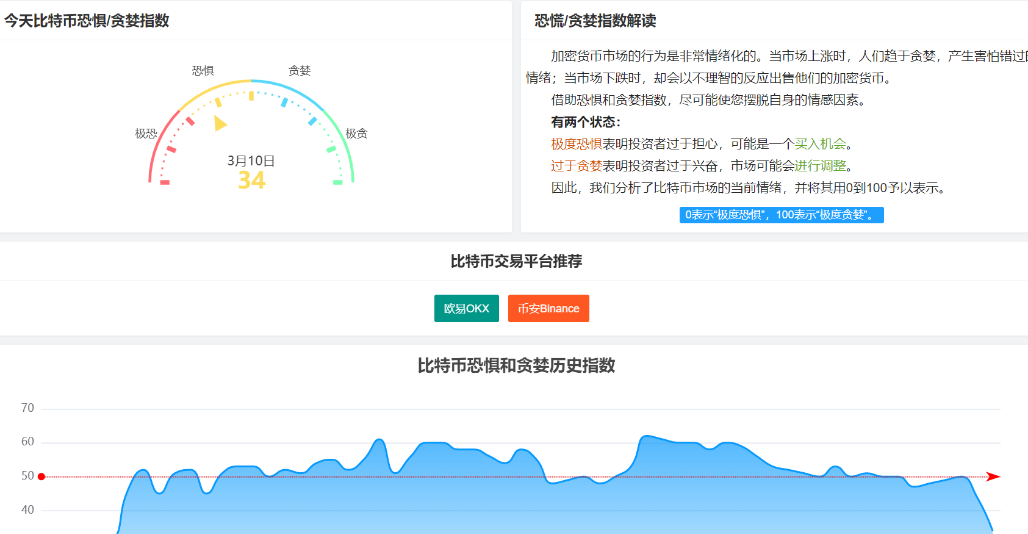 今天比特币恐惧/贪婪指数
恐惧
贪婪
极恐
极贪
3月10日
34
恐慌/贪婪指数解读
加密货币市场的行为是非常情绪化的。当市场上涨时，人们趋于贪婪，产生害怕错过的
情绪；当市场下跌时，却会以不理智的反应出售他们的加密货币。
借助恐惧和贪婪指数，尽可能使您摆脱自身的情感因素。
有两个状态：
极度恐惧表明投资者过于担心，可能是一个买入机会。
过于贪婪表明投资者过于兴奋，市场可能会进行调整。
因此，我们分析了比特币市场的当前情绪，并将其用0到100予以表示。
0表示“极度恐惧”，100表示“极度贪婪”。
比特币交易平台推荐
欧易OKX
币安Binance
比特币恐惧和贪婪历史指数
70
60
50
40